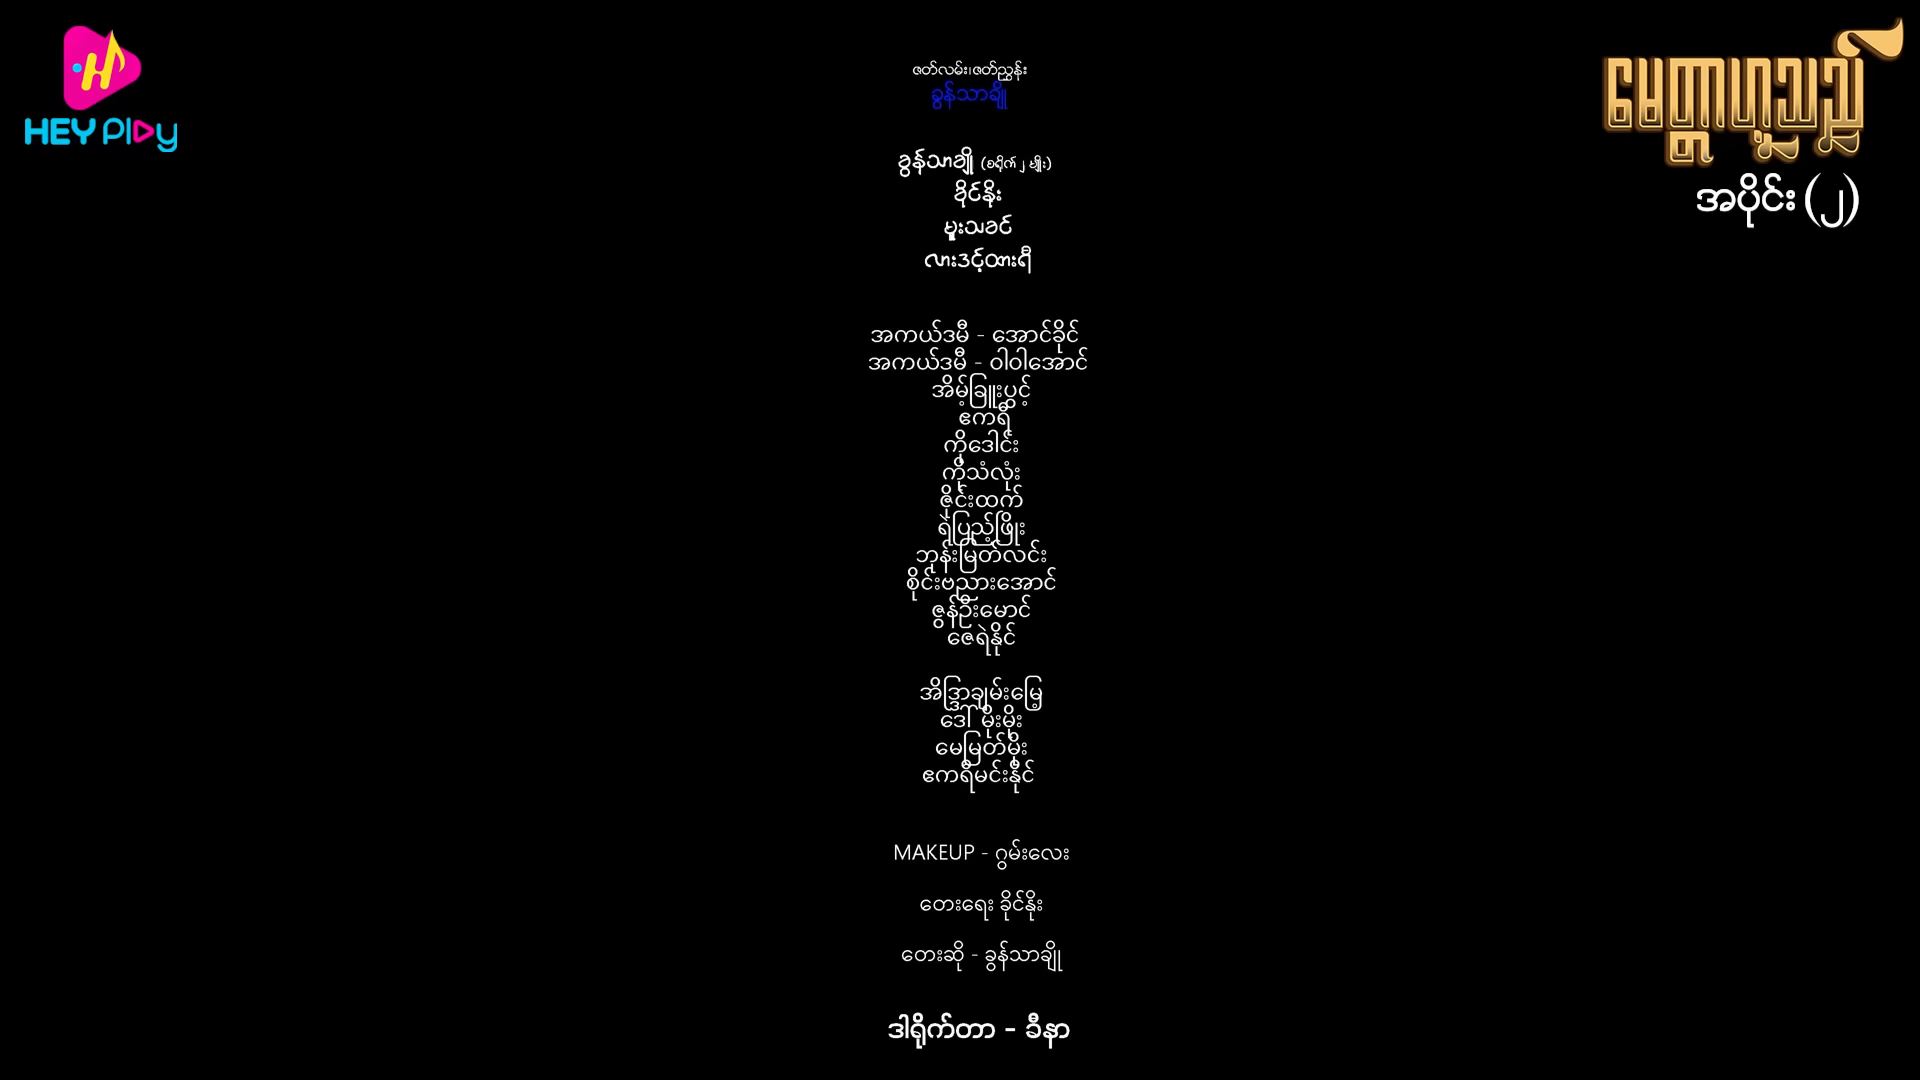 HEY PlAy
မေတ္တာဟူသည်
အပိုင်း (၂)
ဇတ်လမ်း၊ဇတ်ညွှန်း
ခွန်သာချို
ခွန်သာချို (စရိုက် ၂ မျိုး)
ခိုင်နိုး
မူးသခင်
လားဒင့်ထားရီ
အကယ်ဒမီ - အောင်ခိုင်
အကယ်ဒမီ - ဝါဝါအောင်
အိမ့်ခြူးပွင့်
ဧကရီ
ကိုဒေါင်း
ကိုသံလုံး
ဇိုင်းထက်
ရဲပြည့်ဖြိုး
ဘုန်းမြတ်လင်း
စိုင်းဗညားအောင်
ဇွန်ဦးမောင်
ဇေရဲနိုင်
အိဒြာချမ်းမြေ့
ဒေါ် မိုးမိုး
မေမြတ်မိုး
ဧကရီမင်းနိုင်
MAKEUP - ဂွမ်းလေး
တေးရေး ခိုင်နိုး
တေးဆို - ခွန်သာချို
ဒါရိုက်တာ - ခီနာ